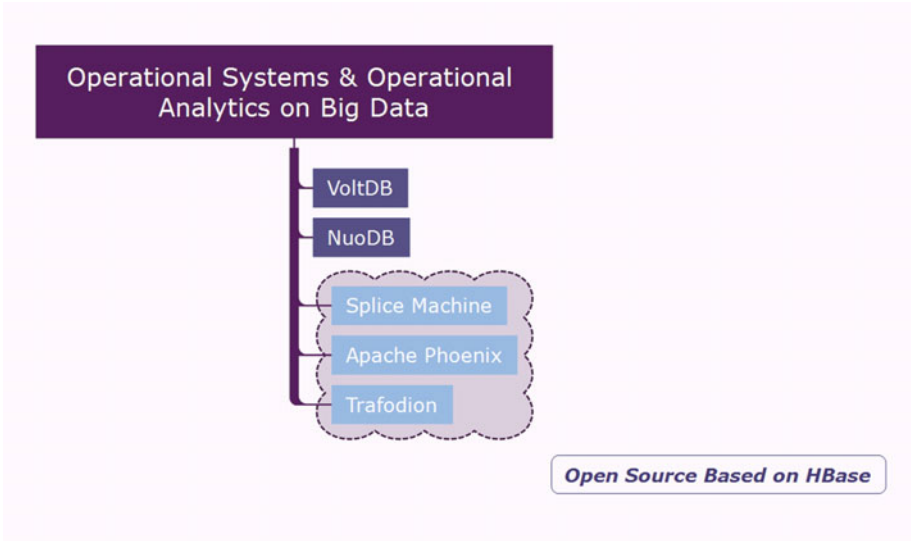 Operational Systems & Operational
Analytics on Big Data
VoltDB
NuoDB
Splice Machine
Apache Phoenix
Trafodion
Open Source Based on HBase